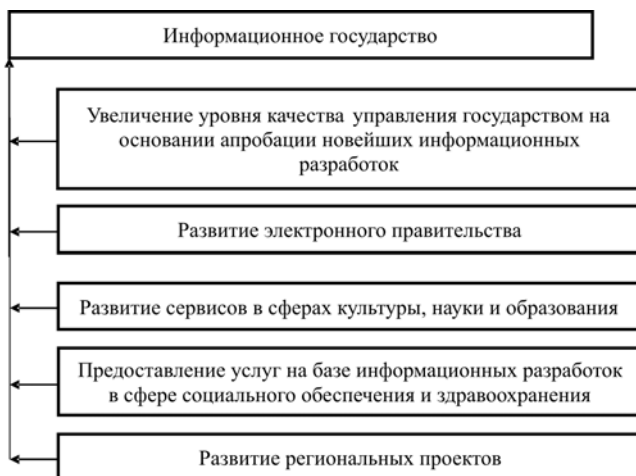 Информационное государство
Увеличение уровня качества управления государством на
основании апробации новейших информационных
разработок
Развитие электронного правительства
Развитие сервисов в сферах культуры, науки и образования
Предоставление услуг на базе информационных разработок
в сфере социального обеспечения и здравоохранения
Развитие региональных проектов